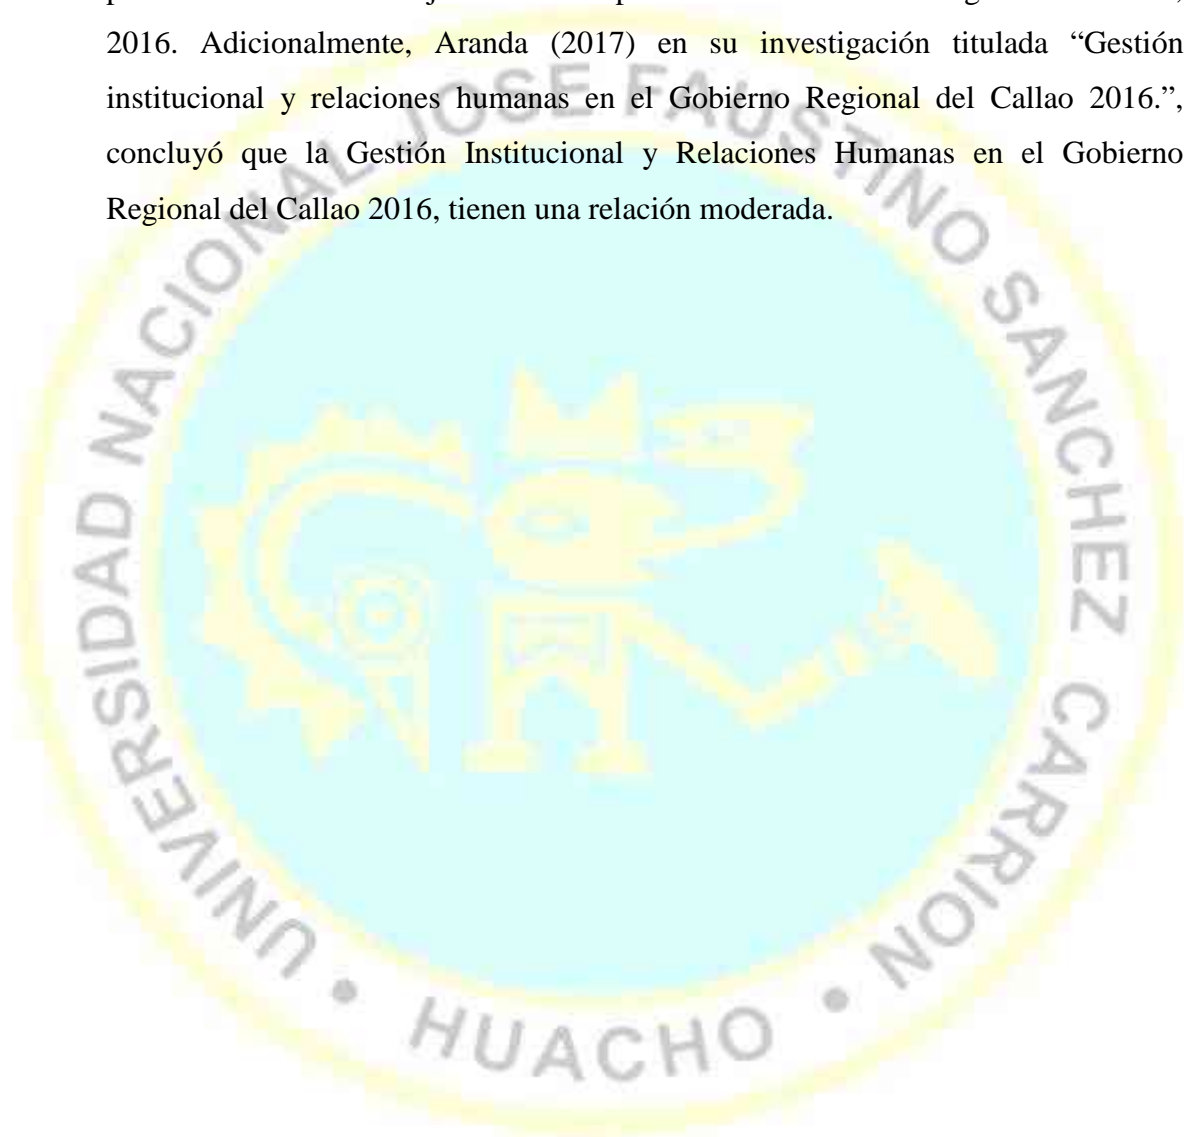 2016. Adicionalmente, Aranda (2017) en su investigación titulada “Gestión
institucional y relaciones humanas en el Gobierno Regional del Callao 2016.”,
concluyó que la Gestión Institucional y Relaciones Humanas en el Gobierno
Regional del Callao 2016, tienen una relación moderada.
UNIVERSIDAD NACIONAL JOSE FAUSTINO SANCHEZ CARRION • HUACHO •